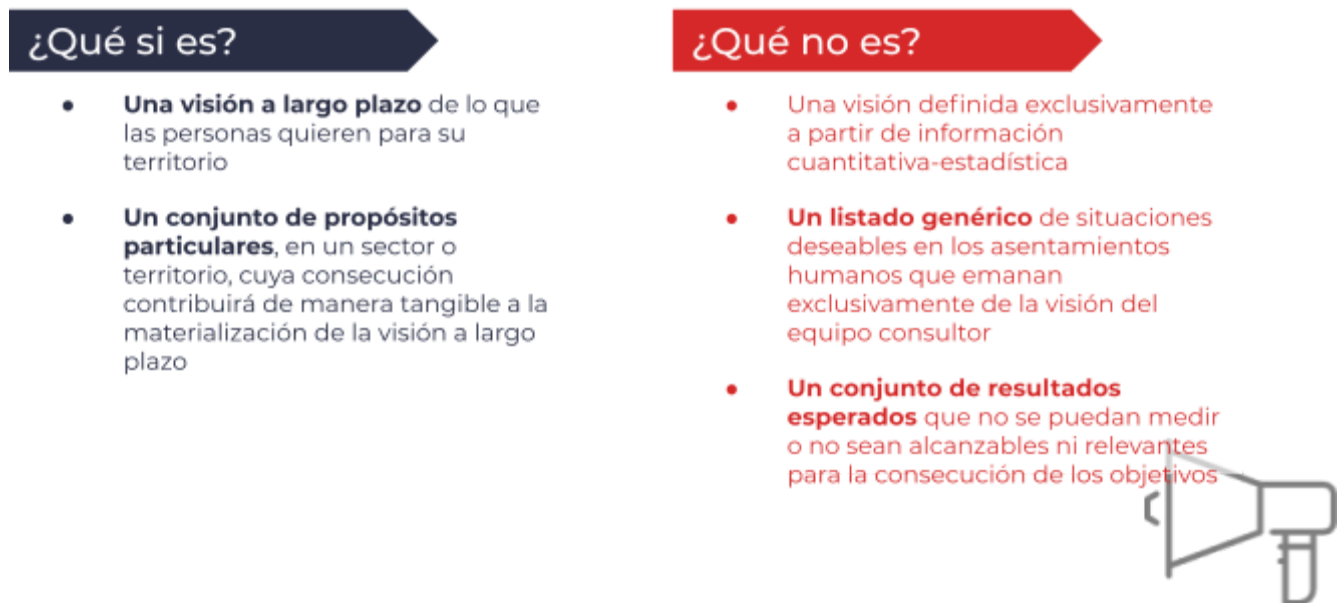 ¿Qué si es?
● Una visión a largo plazo de lo que
las personas quieren para su
territorio
● Un conjunto de propósitos
particulares, en un sector o
territorio, cuya consecución
contribuirá de manera tangible a la
materialización de la visión a largo
plazo
¿Qué no es?
● Una visión definida exclusivamente
a partir de información
cuantitativa-estadística
● Un listado genérico de situaciones
deseables en los asentamientos
humanos que emanan
exclusivamente de la visión del
equipo consultor
● Un conjunto de resultados
esperados que no se puedan medir
o no sean alcanzables ni relevantes
para la consecución de los objetivos